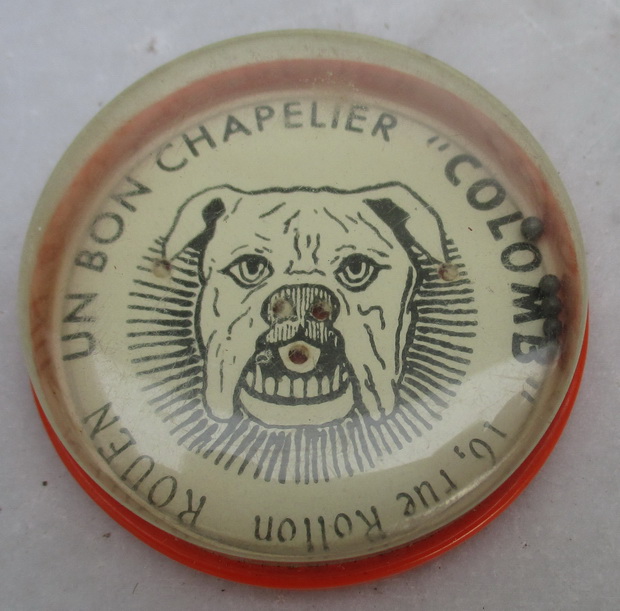 UN BON CHAPELIER "COLOMB"
16, rue Rollon ROUEN